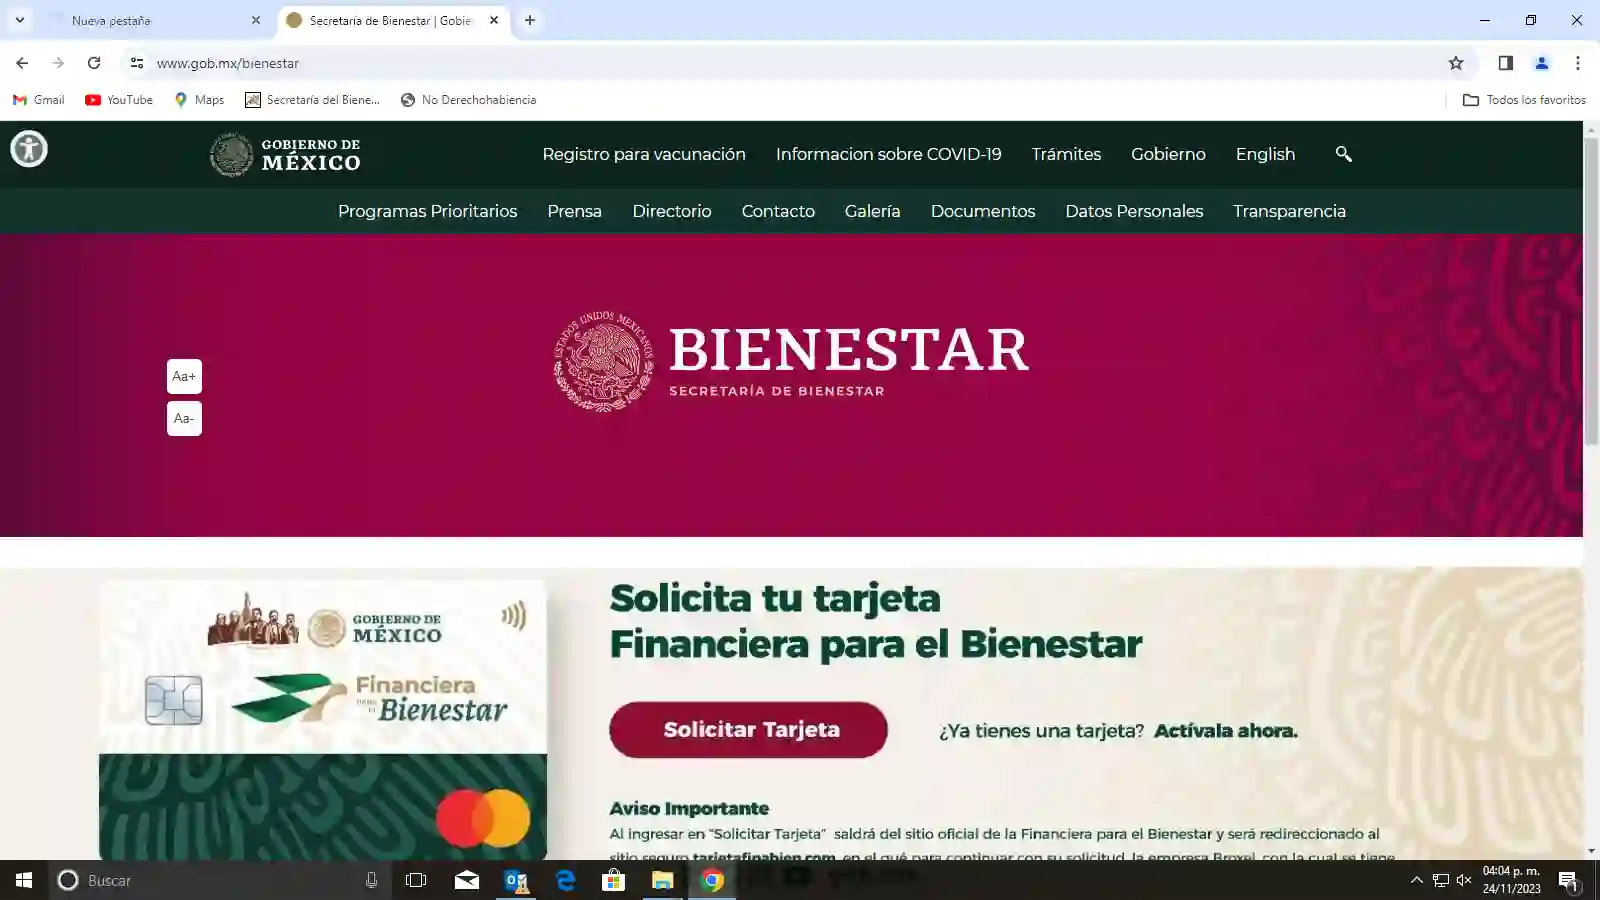 Nueva pestaña
Secretaría de Bienestar | Gobie
www.gob.mx/bienestar
Gmail
YouTube
Maps
Secretaría del Biene...
No Derechohabiencia
Todos los favoritos
GOBIERNO DE
MÉXICO
Registro para vacunación
Informacion sobre COVID-19
Trámites
Gobierno
English
Programas Prioritarios
Prensa
Directorio
Contacto
Galería
Documentos
Datos Personales
Transparencia
ESTADOS UNIDOS MEXICANOS
BIENESTAR
SECRETARÍA DE BIENESTAR
Aa+
Aa-
GOBIERNO DE
MÉXICO
Financiera
PARA EL
Bienestar
Solicita tu tarjeta
Financiera para el Bienestar
Solicitar Tarjeta
¿Ya tienes una tarjeta? Actívala ahora.
Aviso Importante
Al ingresar en "Solicitar Tarjeta" saldrá del sitio oficial de la Financiera para el Bienestar y será redireccionado al
sitio seguro tarjetafinabien.com, en el qué para continuar con su solicitud, la empresa Broxel, con la cual se tiene
Buscar
04:04 p. m.
24/11/2023
1